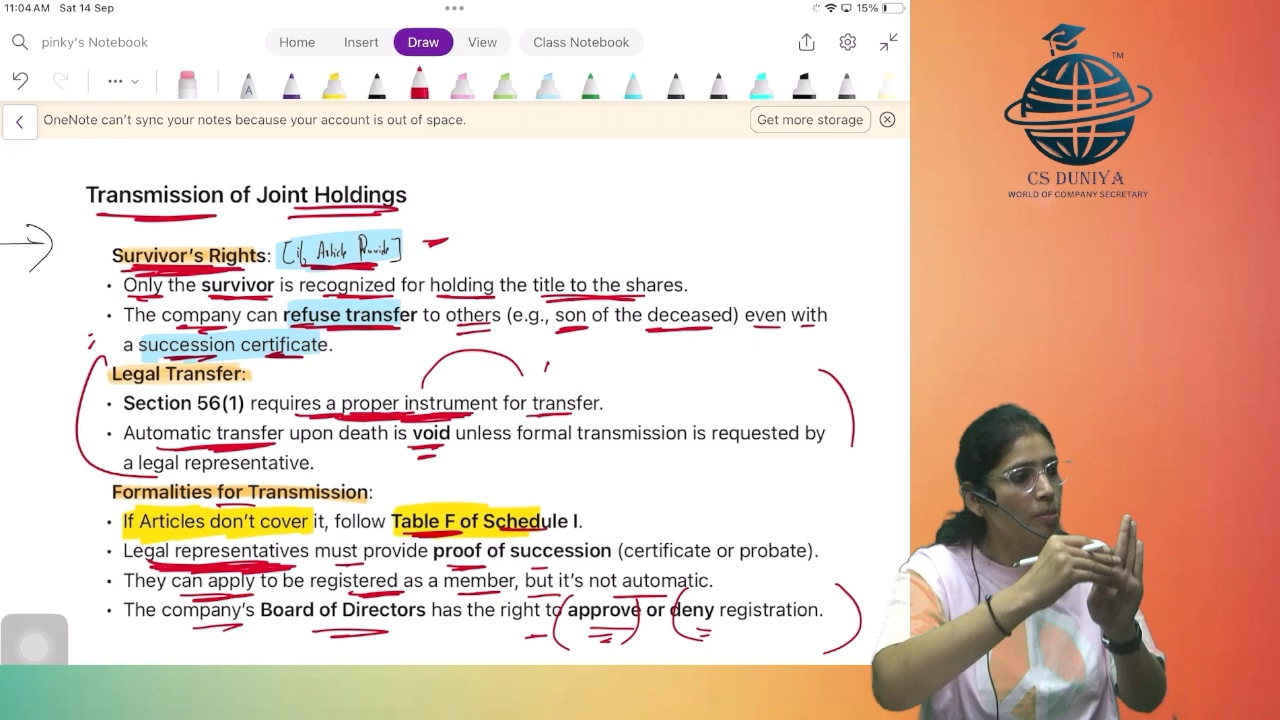 11:04 AM Sat 14 Sep
15%
pinky's Notebook
Home Insert Draw View Class Notebook
A
OneNote can't sync your notes because your account is out of space.
Get more storage
TM
CS DUNIYA
WORLD OF COMPANY SECRETARY
Transmission of Joint Holdings
Survivor's Rights: [if Article Provide]
• Only the survivor is recognized for holding the title to the shares.
• The company can refuse transfer to others (e.g., son of the deceased) even with
a succession certificate.
Legal Transfer:
• Section 56(1) requires a proper instrument for transfer.
• Automatic transfer upon death is void unless formal transmission is requested by
a legal representative.
Formalities for Transmission:
• If Articles don't cover it, follow Table F of Schedule I.
• Legal representatives must provide proof of succession (certificate or probate).
• They can apply to be registered as a member, but it's not automatic.
• The company's Board of Directors has the right to approve or deny registration.